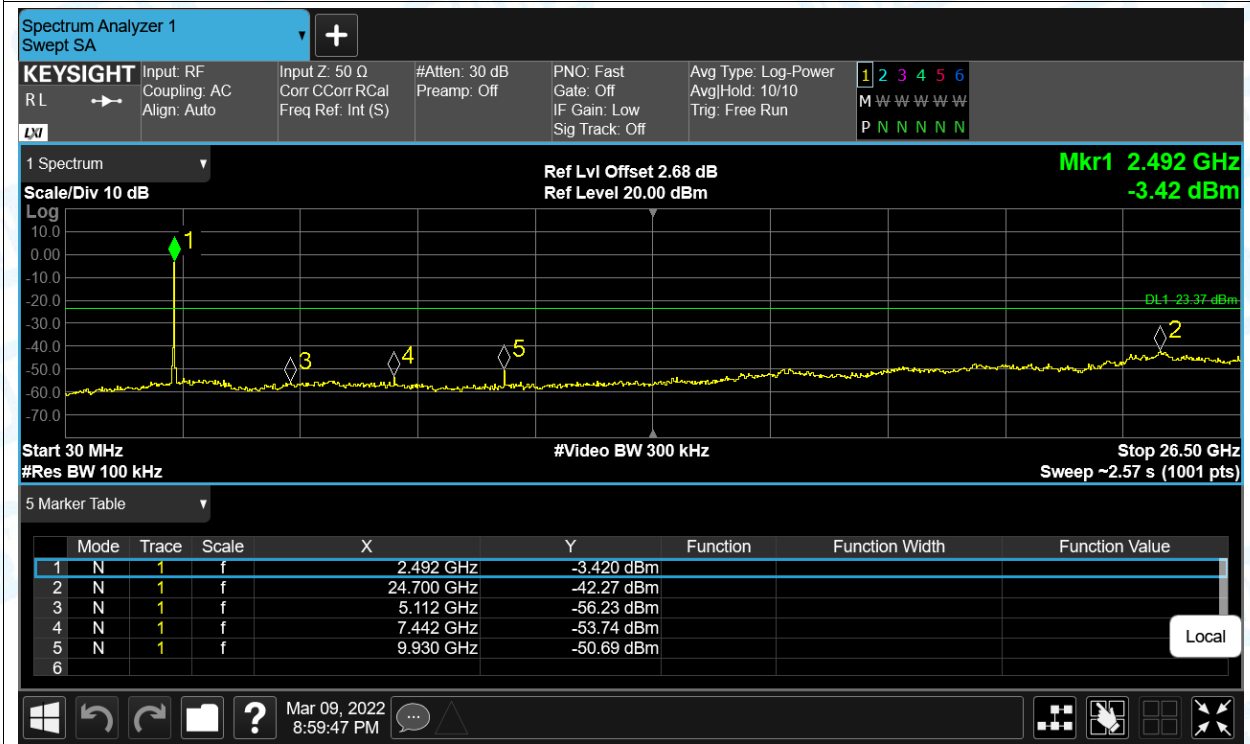 Spectrum Analyzer 1
Swept SA
KEYSIGHT
R L
LXI
Input: RF
Coupling: AC
Align: Auto
Input Z: 50 Ω
Corr CCorr RCal
Freq Ref: Int (S)
#Atten: 30 dB
Preamp: Off
PNO: Fast
Gate: Off
IF Gain: Low
Sig Track: Off
Avg Type: Log-Power
Avg|Hold: 10/10
Trig: Free Run
1 2 3 4 5 6
M W W W W W
P N N N N N
1 Spectrum
Scale/Div 10 dB
Ref Lvl Offset 2.68 dB
Ref Level 20.00 dBm
Mkr1 2.492 GHz
-3.42 dBm
Log
10.0
0.00
-10.0
-20.0
-30.0
-40.0
-50.0
-60.0
-70.0
1
3
4
5
2
DL1 -23.37 dBm
Start 30 MHz
#Video BW 300 kHz
Stop 26.50 GHz
#Res BW 100 kHz
Sweep ~2.57 s (1001 pts)
5 Marker Table
Mode Trace Scale X Y Function Function Width Function Value
1 N 1 f 2.492 GHz -3.420 dBm
2 N 1 f 24.700 GHz -42.27 dBm
3 N 1 f 5.112 GHz -56.23 dBm
4 N 1 f 7.442 GHz -53.74 dBm
5 N 1 f 9.930 GHz -50.69 dBm
6
Local
?
Mar 09, 2022
8:59:47 PM